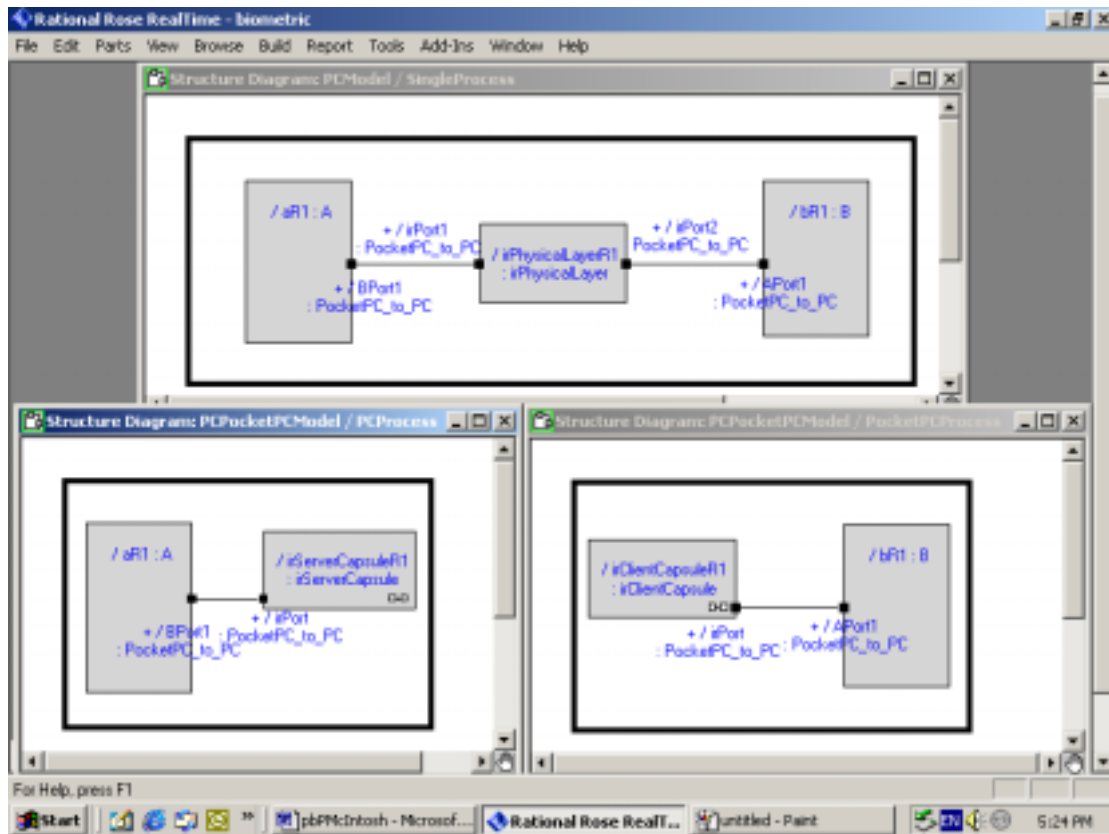 Rational Rose RealTime - biometric
File Edit Parts View Browse Build Report Tools Add-Ins Window Help
Structure Diagram: PCModel / SingleProcess
/ aR1 : A
+ / irPort1
: PocketPC_to_PC
+ / BPort1
: PocketPC_to_PC
/ irPhysicalLayerR1
: irPhysicalLayer
+ / irPort2
PocketPC_to_PC
/ bR1 : B
+ / APort1
: PocketPC_to_PC
Structure Diagram: PCPocketPCModel / PCProcess
/ aR1 : A
/ irServerCapsuleR1
: irServerCapsule
+ / BPort1
: PocketPC_to_PC
+ / irPort
: PocketPC_to_PC
Structure Diagram: PCPocketPCModel / PocketPCProcess
/ irClientCapsuleR1
: irClientCapsule
/ bR1 : B
+ / irPort
: PocketPC_to_PC
+ / APort1
: PocketPC_to_PC
For Help, press F1
Start
pbPMcIntosh - Microsof...
Rational Rose RealT...
untitled - Paint
EN
5:24 PM